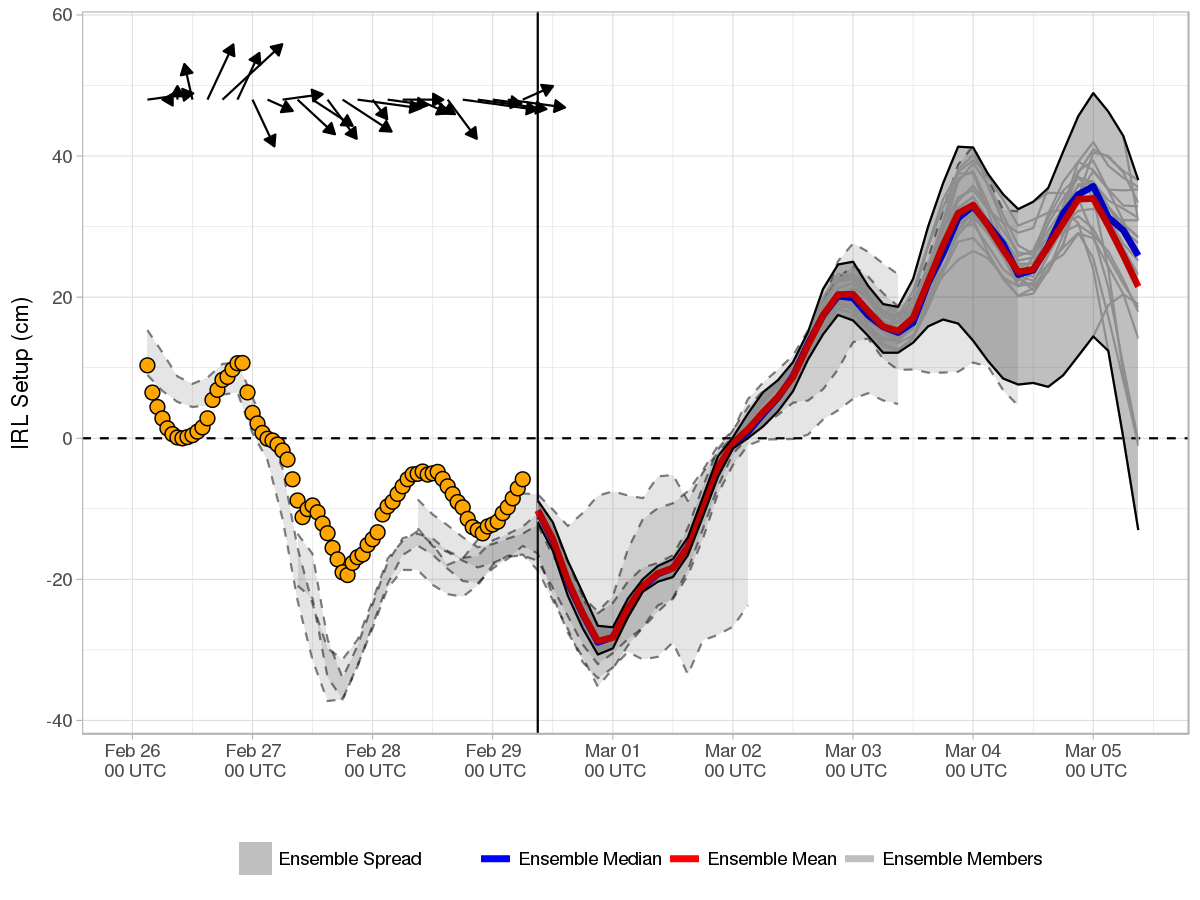 60
40
20
0
-20
-40
IRL Setup (cm)
Feb 26 Feb 27 Feb 28 Feb 29 Mar 01 Mar 02 Mar 03 Mar 04 Mar 05
00 UTC 00 UTC 00 UTC 00 UTC 00 UTC 00 UTC 00 UTC 00 UTC 00 UTC
Ensemble Spread Ensemble Median Ensemble Mean Ensemble Members